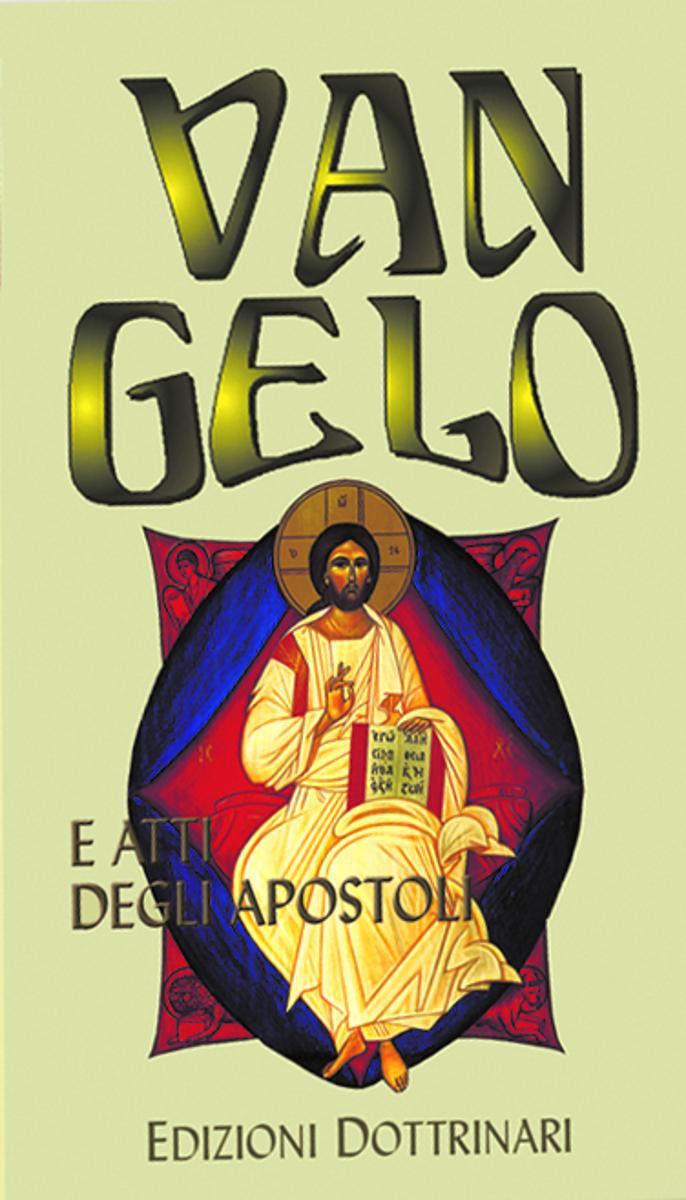 VAN
GELO
E ATTI
DEGLI APOSTOLI
EDIZIONI DOTTRINARI